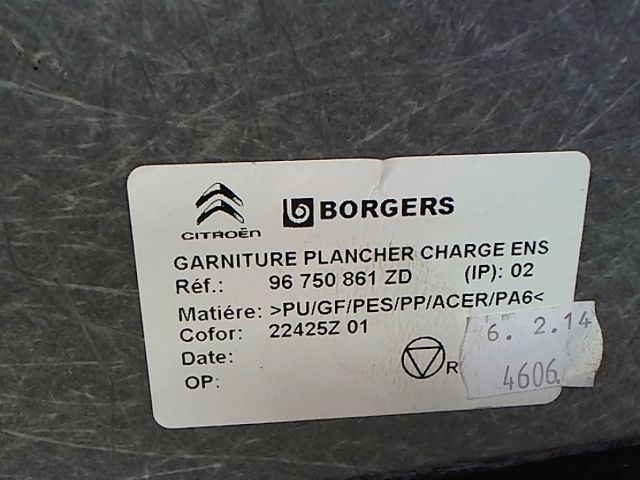 CITROËN BORGERS
GARNITURE PLANCHER CHARGE ENS
Réf.: 96 750 861 ZD (IP): 02
Matiére: >PU/GF/PES/PP/ACER/PA6<
Cofor: 22425Z 01
Date:
OP:
R
6. 2.14
4606